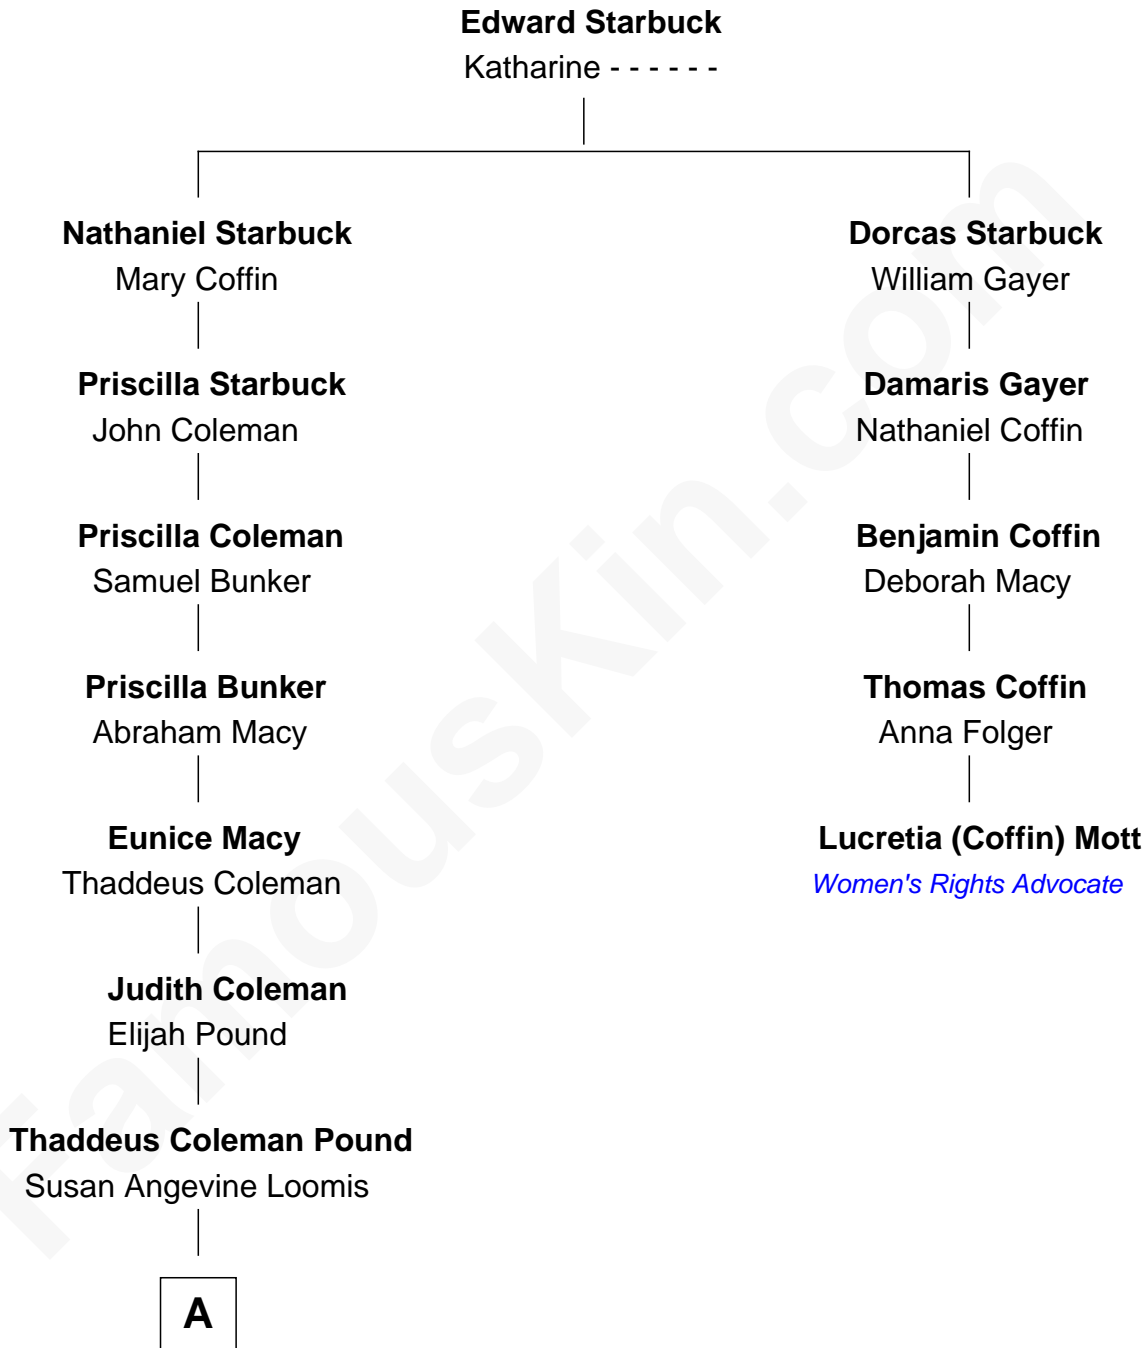 Edward Starbuck
Katharine - - - - - -
Nathaniel Starbuck
Mary Coffin
Dorcas Starbuck
William Gayer
Priscilla Starbuck
John Coleman
Damaris Gayer
Nathaniel Coffin
Priscilla Coleman
Samuel Bunker
Benjamin Coffin
Deborah Macy
Priscilla Bunker
Abraham Macy
Thomas Coffin
Anna Folger
Eunice Macy
Thaddeus Coleman
Lucretia (Coffin) Mott
Women's Rights Advocate
Judith Coleman
Elijah Pound
Thaddeus Coleman Pound
Susan Angevine Loomis
A
FamousKin.com